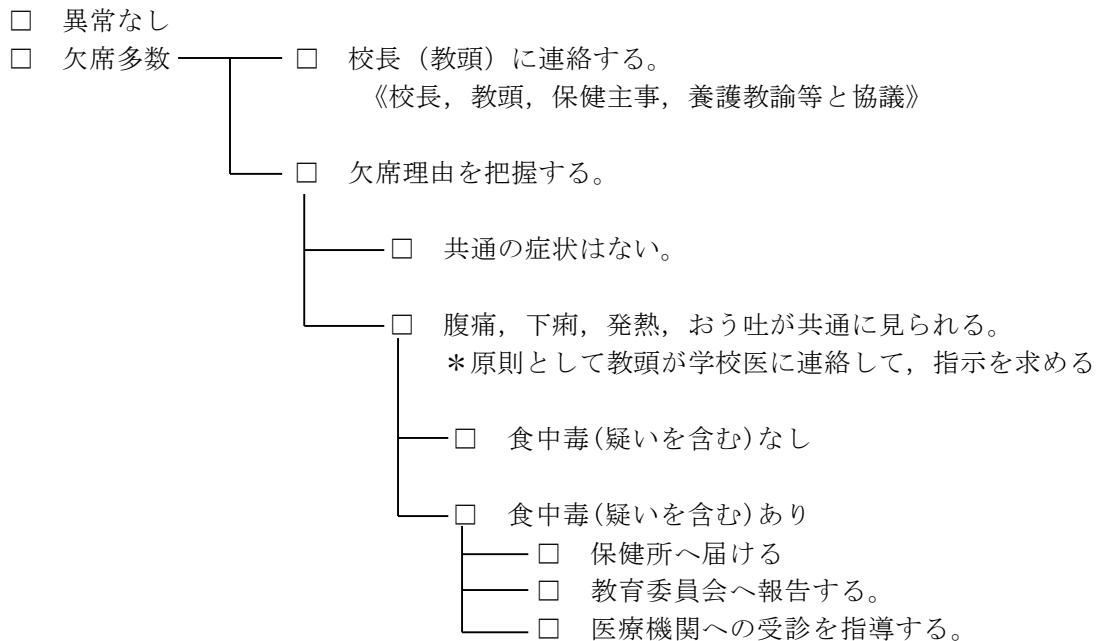 □ 異常なし
□ 欠席多数 □ 校長（教頭）に連絡する。
《校長，教頭，保健主事，養護教諭等と協議》
□ 欠席理由を把握する。
□ 共通の症状はない。
□ 腹痛，下痢，発熱，おう吐が共通に見られる。
＊原則として教頭が学校医に連絡して，指示を求める
□ 食中毒(疑いを含む)なし
□ 食中毒(疑いを含む)あり
□ 保健所へ届ける
□ 教育委員会へ報告する。
□ 医療機関への受診を指導する。